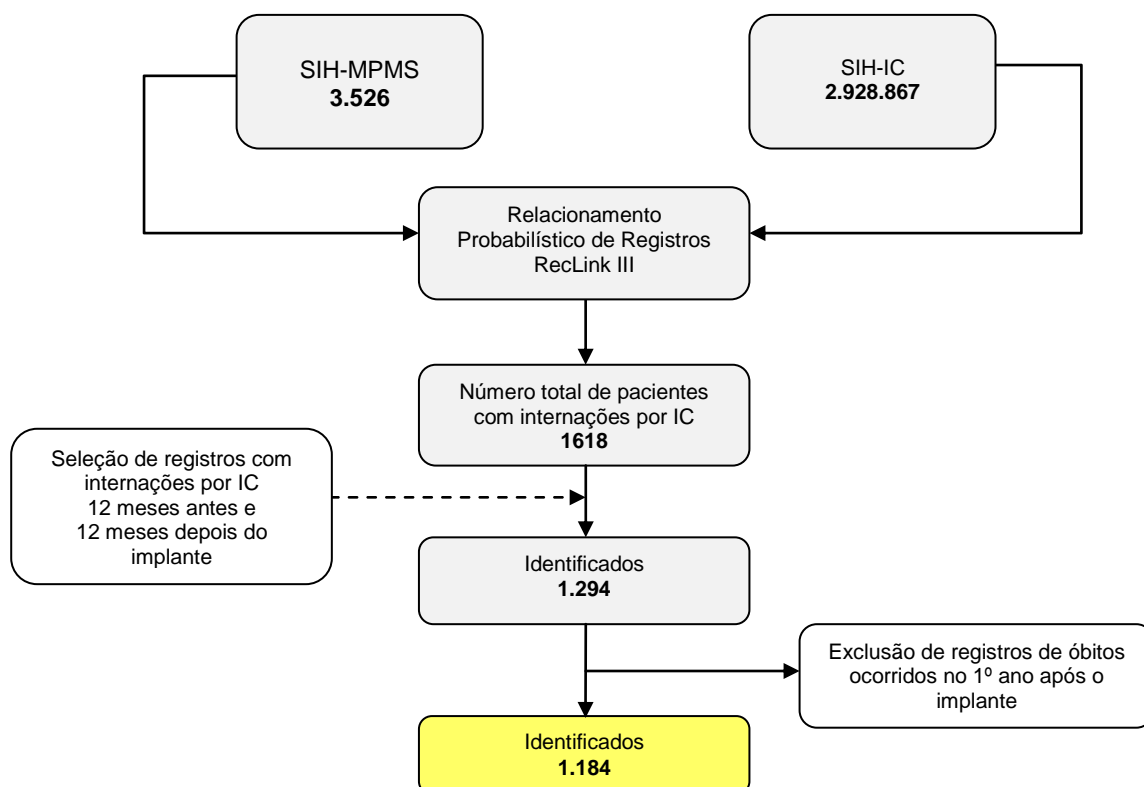 SIH-MPMS
3.526
SIH-IC
2.928.867
Relacionamento
Probabilístico de Registros
RecLink III
Número total de pacientes
com internações por IC
1618
Seleção de registros com
internações por IC
12 meses antes e
12 meses depois do
implante
Identificados
1.294
Exclusão de registros de óbitos
ocorridos no 1º ano após o
implante
Identificados
1.184